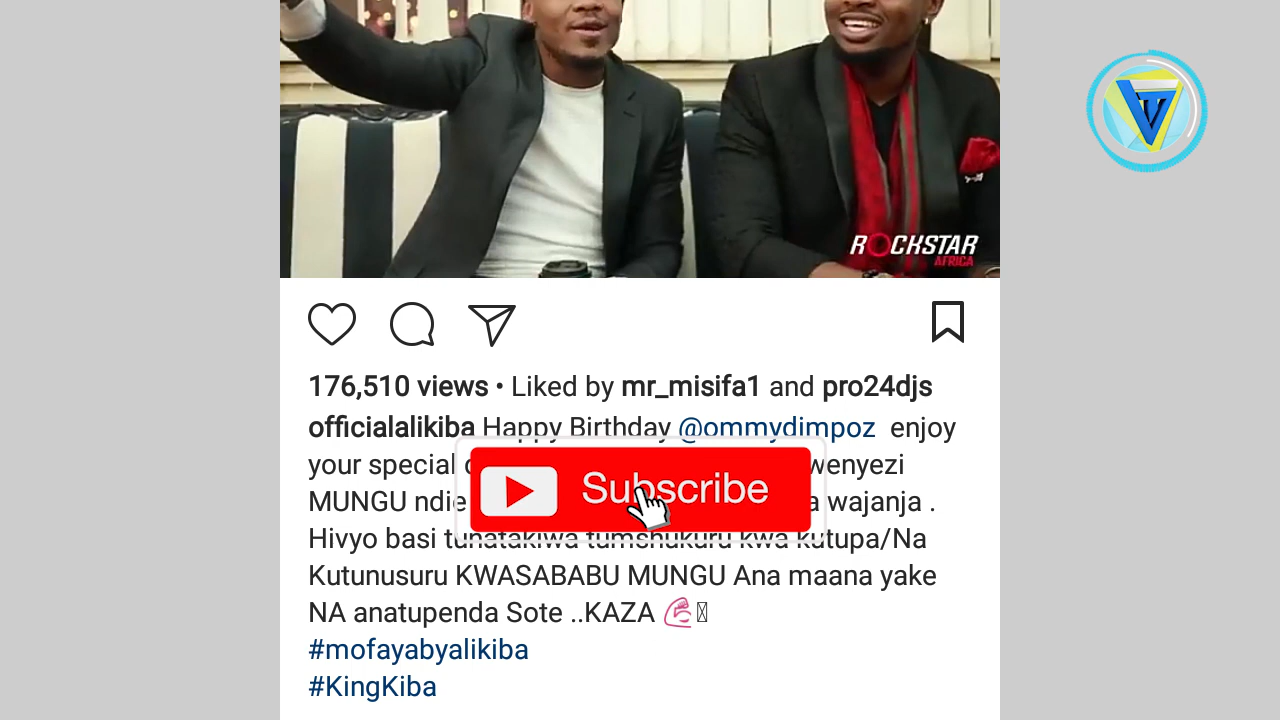 ROCKSTAR
AFRICA
176,510 views • Liked by mr_misifa1 and pro24djs
officialalikiba Happy Birthday @ommydimpoz enjoy
your special
MUNGU ndie wajanja .
Subscribe
Hivyo basi tunatakiwa tumshukuru kwa kutupa/Na
Kutunusuru KWASABABU MUNGU Ana maana yake
NA anatupenda Sote ..KAZA 💪
#mofayabyalikiba
#KingKiba